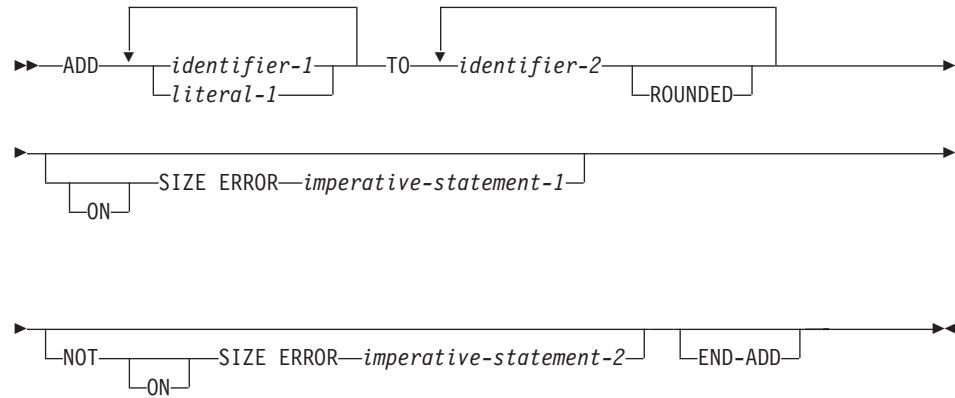 ADD identifier-1 TO identifier-2
literal-1 ROUNDED
SIZE ERROR imperative-statement-1
ON
NOT SIZE ERROR imperative-statement-2 END-ADD
ON